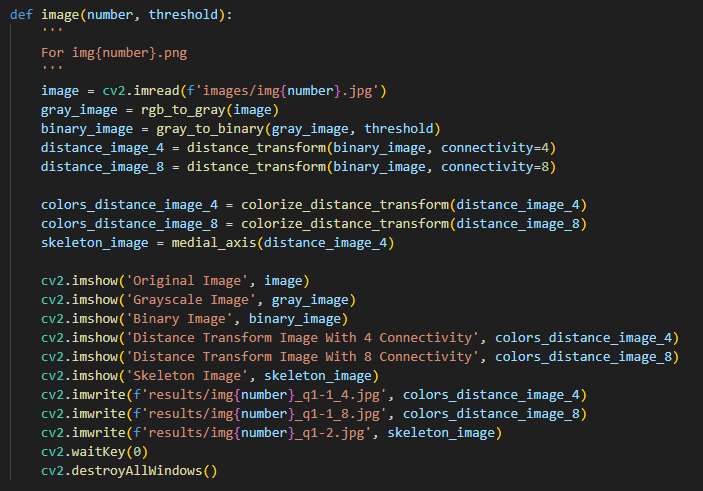 def image(number, threshold):
    '''
    For img{number}.png
    '''
    image = cv2.imread(f'images/img{number}.jpg')
    gray_image = rgb_to_gray(image)
    binary_image = gray_to_binary(gray_image, threshold)
    distance_image_4 = distance_transform(binary_image, connectivity=4)
    distance_image_8 = distance_transform(binary_image, connectivity=8)

    colors_distance_image_4 = colorize_distance_transform(distance_image_4)
    colors_distance_image_8 = colorize_distance_transform(distance_image_8)
    skeleton_image = medial_axis(distance_image_4)

    cv2.imshow('Original Image', image)
    cv2.imshow('Grayscale Image', gray_image)
    cv2.imshow('Binary Image', binary_image)
    cv2.imshow('Distance Transform Image With 4 Connectivity', colors_distance_image_4)
    cv2.imshow('Distance Transform Image With 8 Connectivity', colors_distance_image_8)
    cv2.imshow('Skeleton Image', skeleton_image)
    cv2.imwrite(f'results/img{number}_q1-1_4.jpg', colors_distance_image_4)
    cv2.imwrite(f'results/img{number}_q1-1_8.jpg', colors_distance_image_8)
    cv2.imwrite(f'results/img{number}_q1-2.jpg', skeleton_image)
    cv2.waitKey(0)
    cv2.destroyAllWindows()